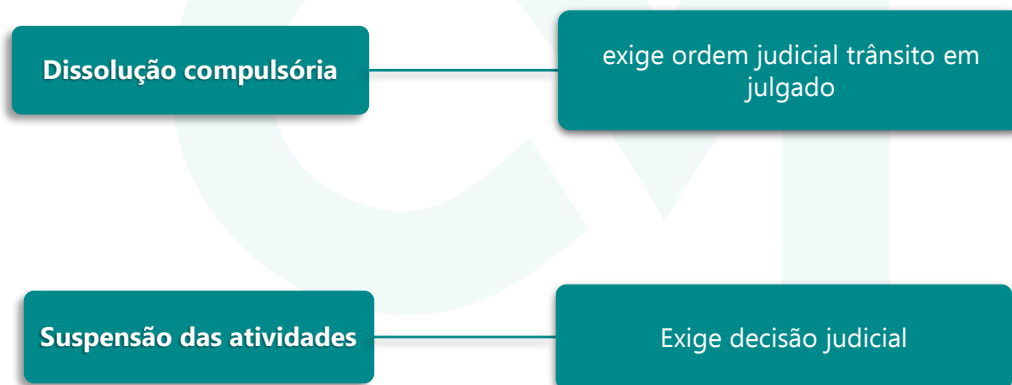 Dissolução compulsória
exige ordem judicial trânsito em
julgado
Suspensão das atividades
Exige decisão judicial